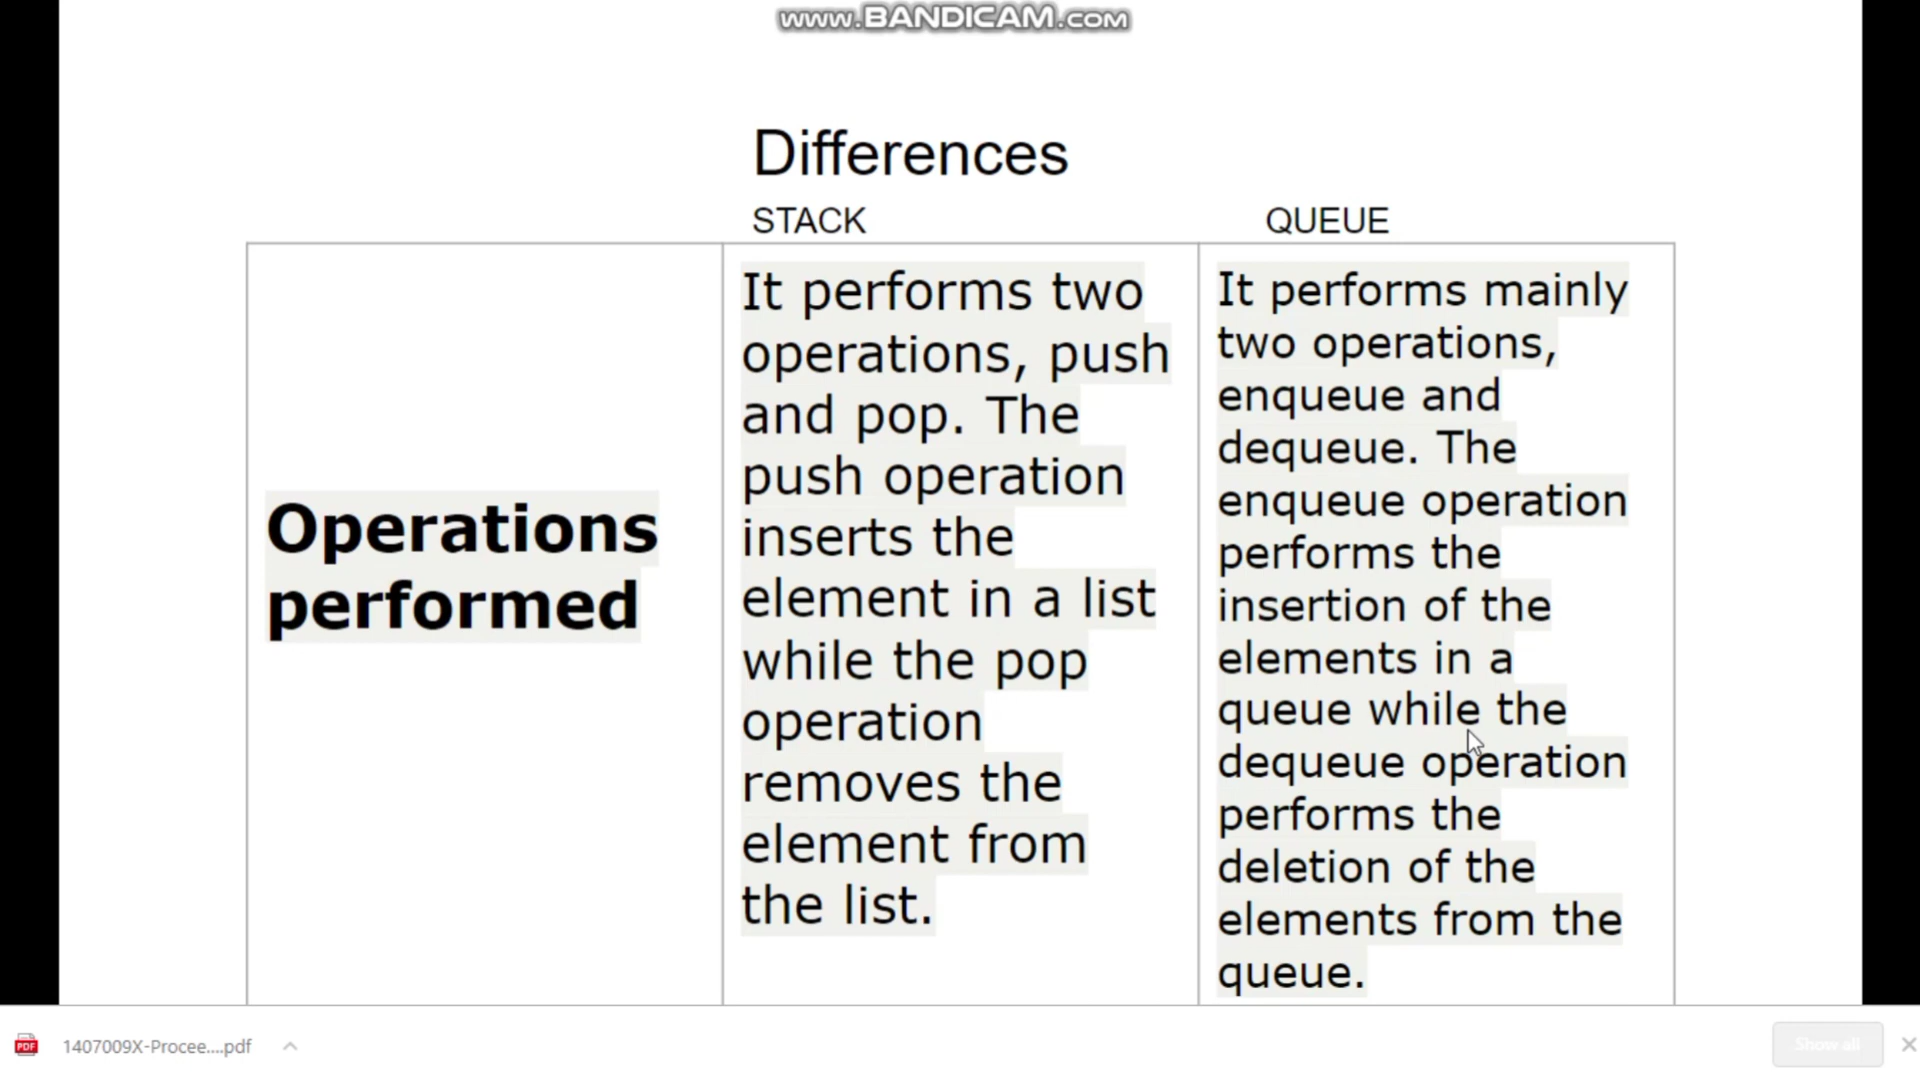 www.BANDICAM.com
Differences
STACK
QUEUE
Operations
performed
It performs two
operations, push
and pop. The
push operation
inserts the
element in a list
while the pop
operation
removes the
element from
the list.
It performs mainly
two operations,
enqueue and
dequeue. The
enqueue operation
performs the
insertion of the
elements in a
queue while the
dequeue operation
performs the
deletion of the
elements from the
queue.
PDF
1407009X-Procee....pdf
Show all